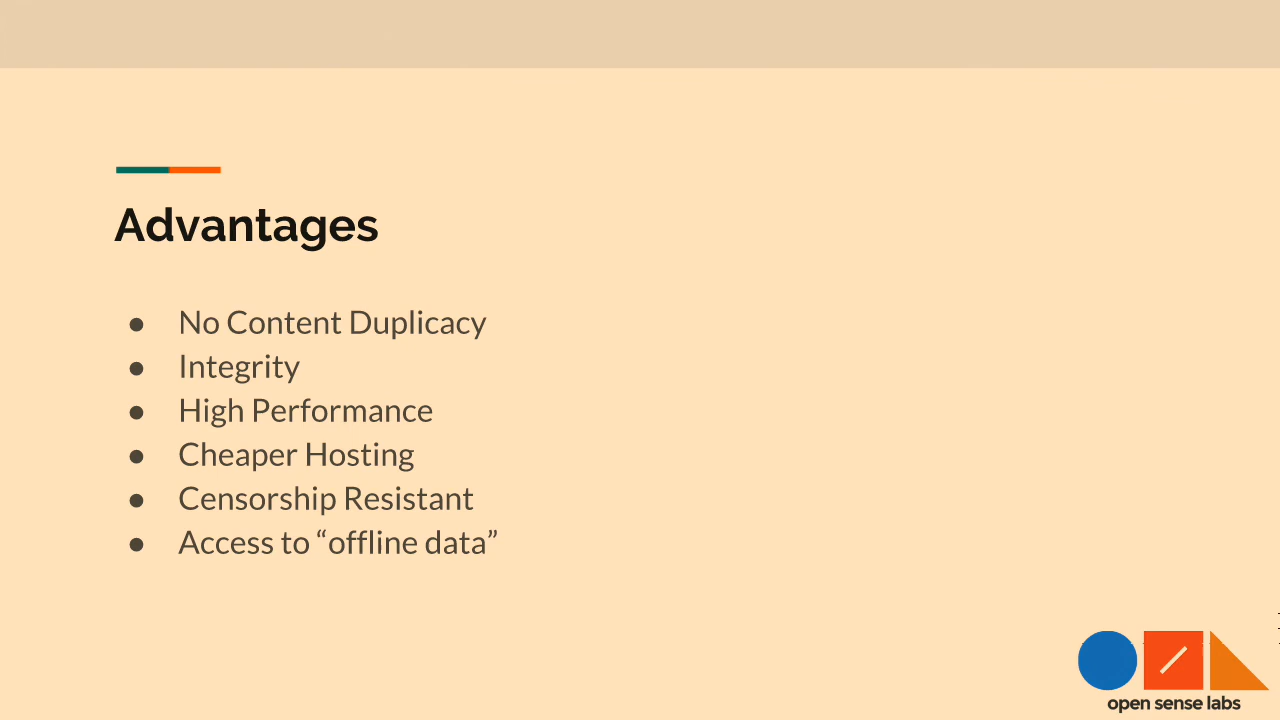 Advantages
● No Content Duplicacy
● Integrity
● High Performance
● Cheaper Hosting
● Censorship Resistant
● Access to “offline data”
open sense labs